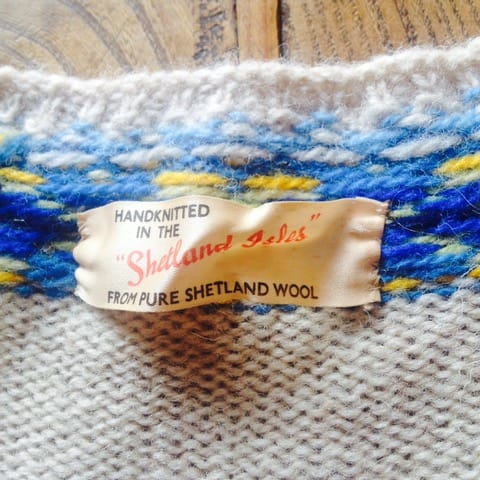 HANDKNITTED
IN THE
"Shetland Isles"
FROM PURE SHETLAND WOOL